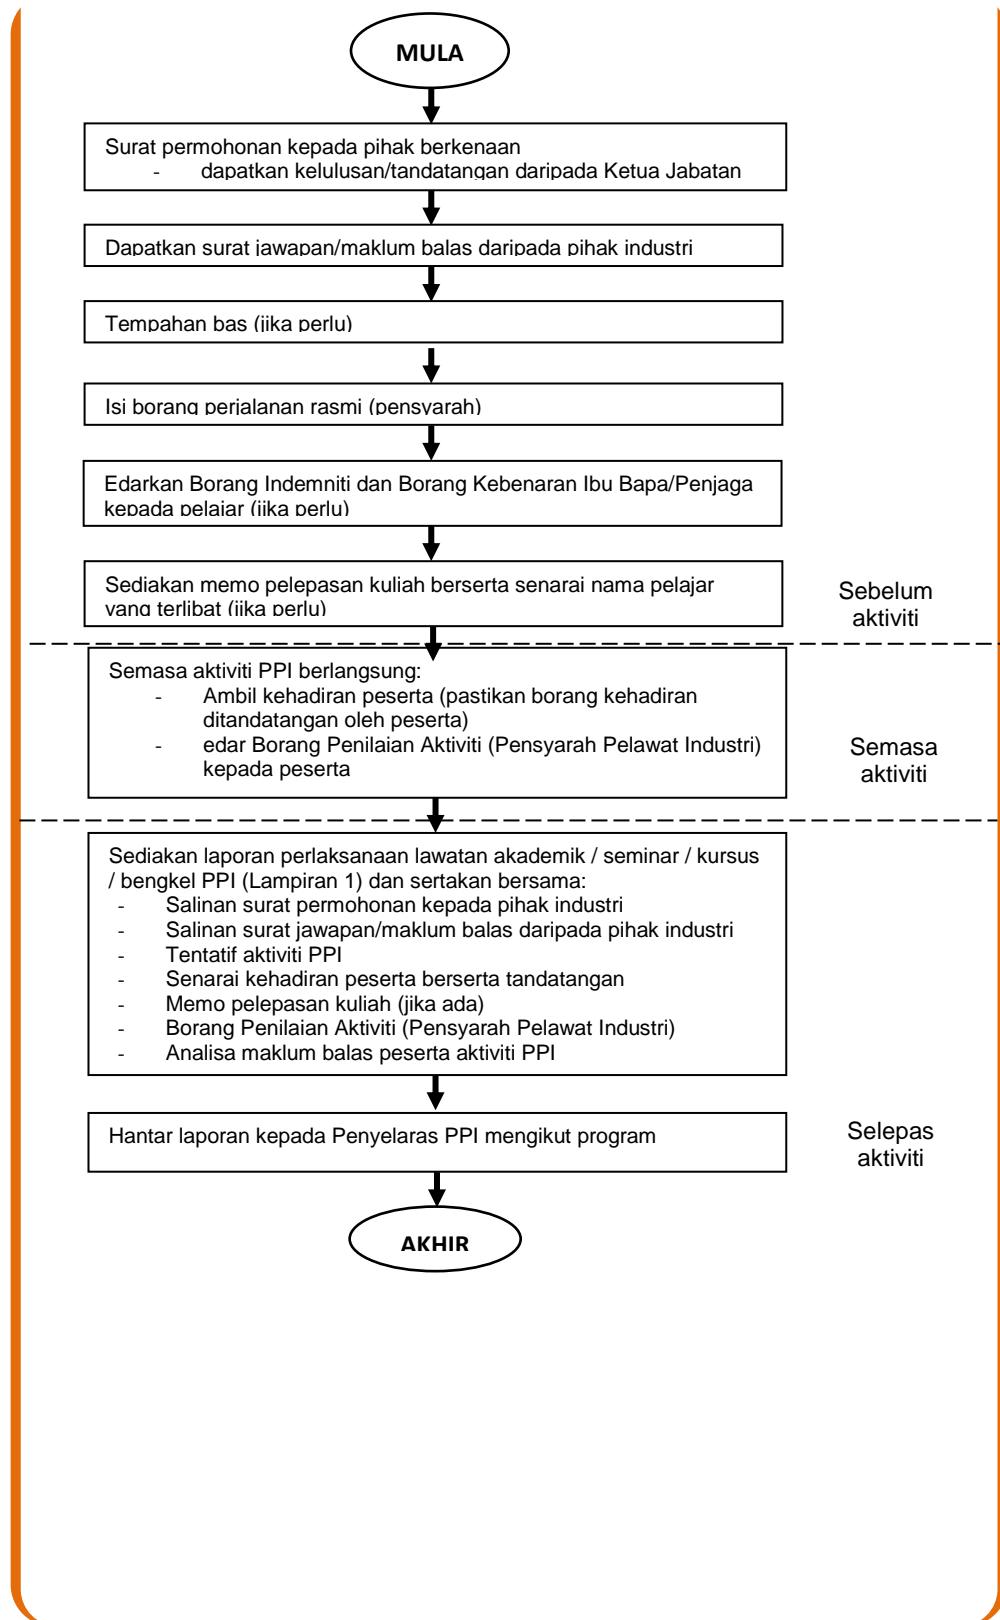 MULA
Surat permohonan kepada pihak berkenaan
- dapatkan kelulusan/tandatangan daripada Ketua Jabatan
Dapatkan surat jawapan/maklum balas daripada pihak industri
Tempahan bas (jika perlu)
Isi borang perjalanan rasmi (pensyarah)
Edarkan Borang Indemniti dan Borang Kebenaran Ibu Bapa/Penjaga
kepada pelajar (jika perlu)
Sediakan memo pelepasan kuliah berserta senarai nama pelajar
yang terlibat (jika perlu)
Sebelum
aktiviti
Semasa aktiviti PPI berlangsung:
- Ambil kehadiran peserta (pastikan borang kehadiran
ditandatangan oleh peserta)
- edar Borang Penilaian Aktiviti (Pensyarah Pelawat Industri)
kepada peserta
Semasa
aktiviti
Sediakan laporan perlaksanaan lawatan akademik / seminar / kursus
/ bengkel PPI (Lampiran 1) dan sertakan bersama:
- Salinan surat permohonan kepada pihak industri
- Salinan surat jawapan/maklum balas daripada pihak industri
- Tentatif aktiviti PPI
- Senarai kehadiran peserta berserta tandatangan
- Memo pelepasan kuliah (jika ada)
- Borang Penilaian Aktiviti (Pensyarah Pelawat Industri)
- Analisa maklum balas peserta aktiviti PPI
Hantar laporan kepada Penyelaras PPI mengikut program
Selepas
aktiviti
AKHIR